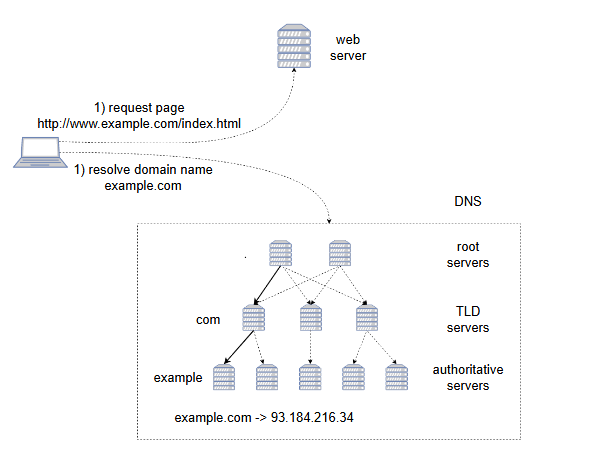 web
server
1) request page
http://www.example.com/index.html
1) resolve domain name
example.com
DNS
root
servers
com
TLD
servers
example
authoritative
servers
example.com -> 93.184.216.34